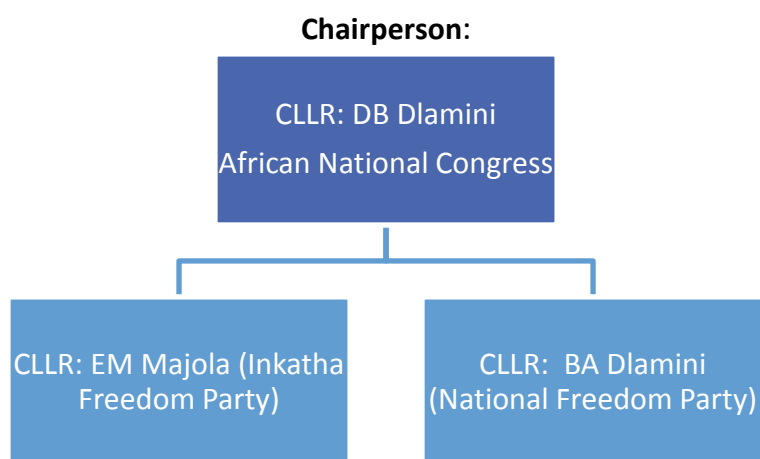 Chairperson:
CLLR: DB Dlamini
African National Congress
CLLR: EM Majola (Inkatha
Freedom Party)
CLLR:  BA Dlamini
(National Freedom Party)